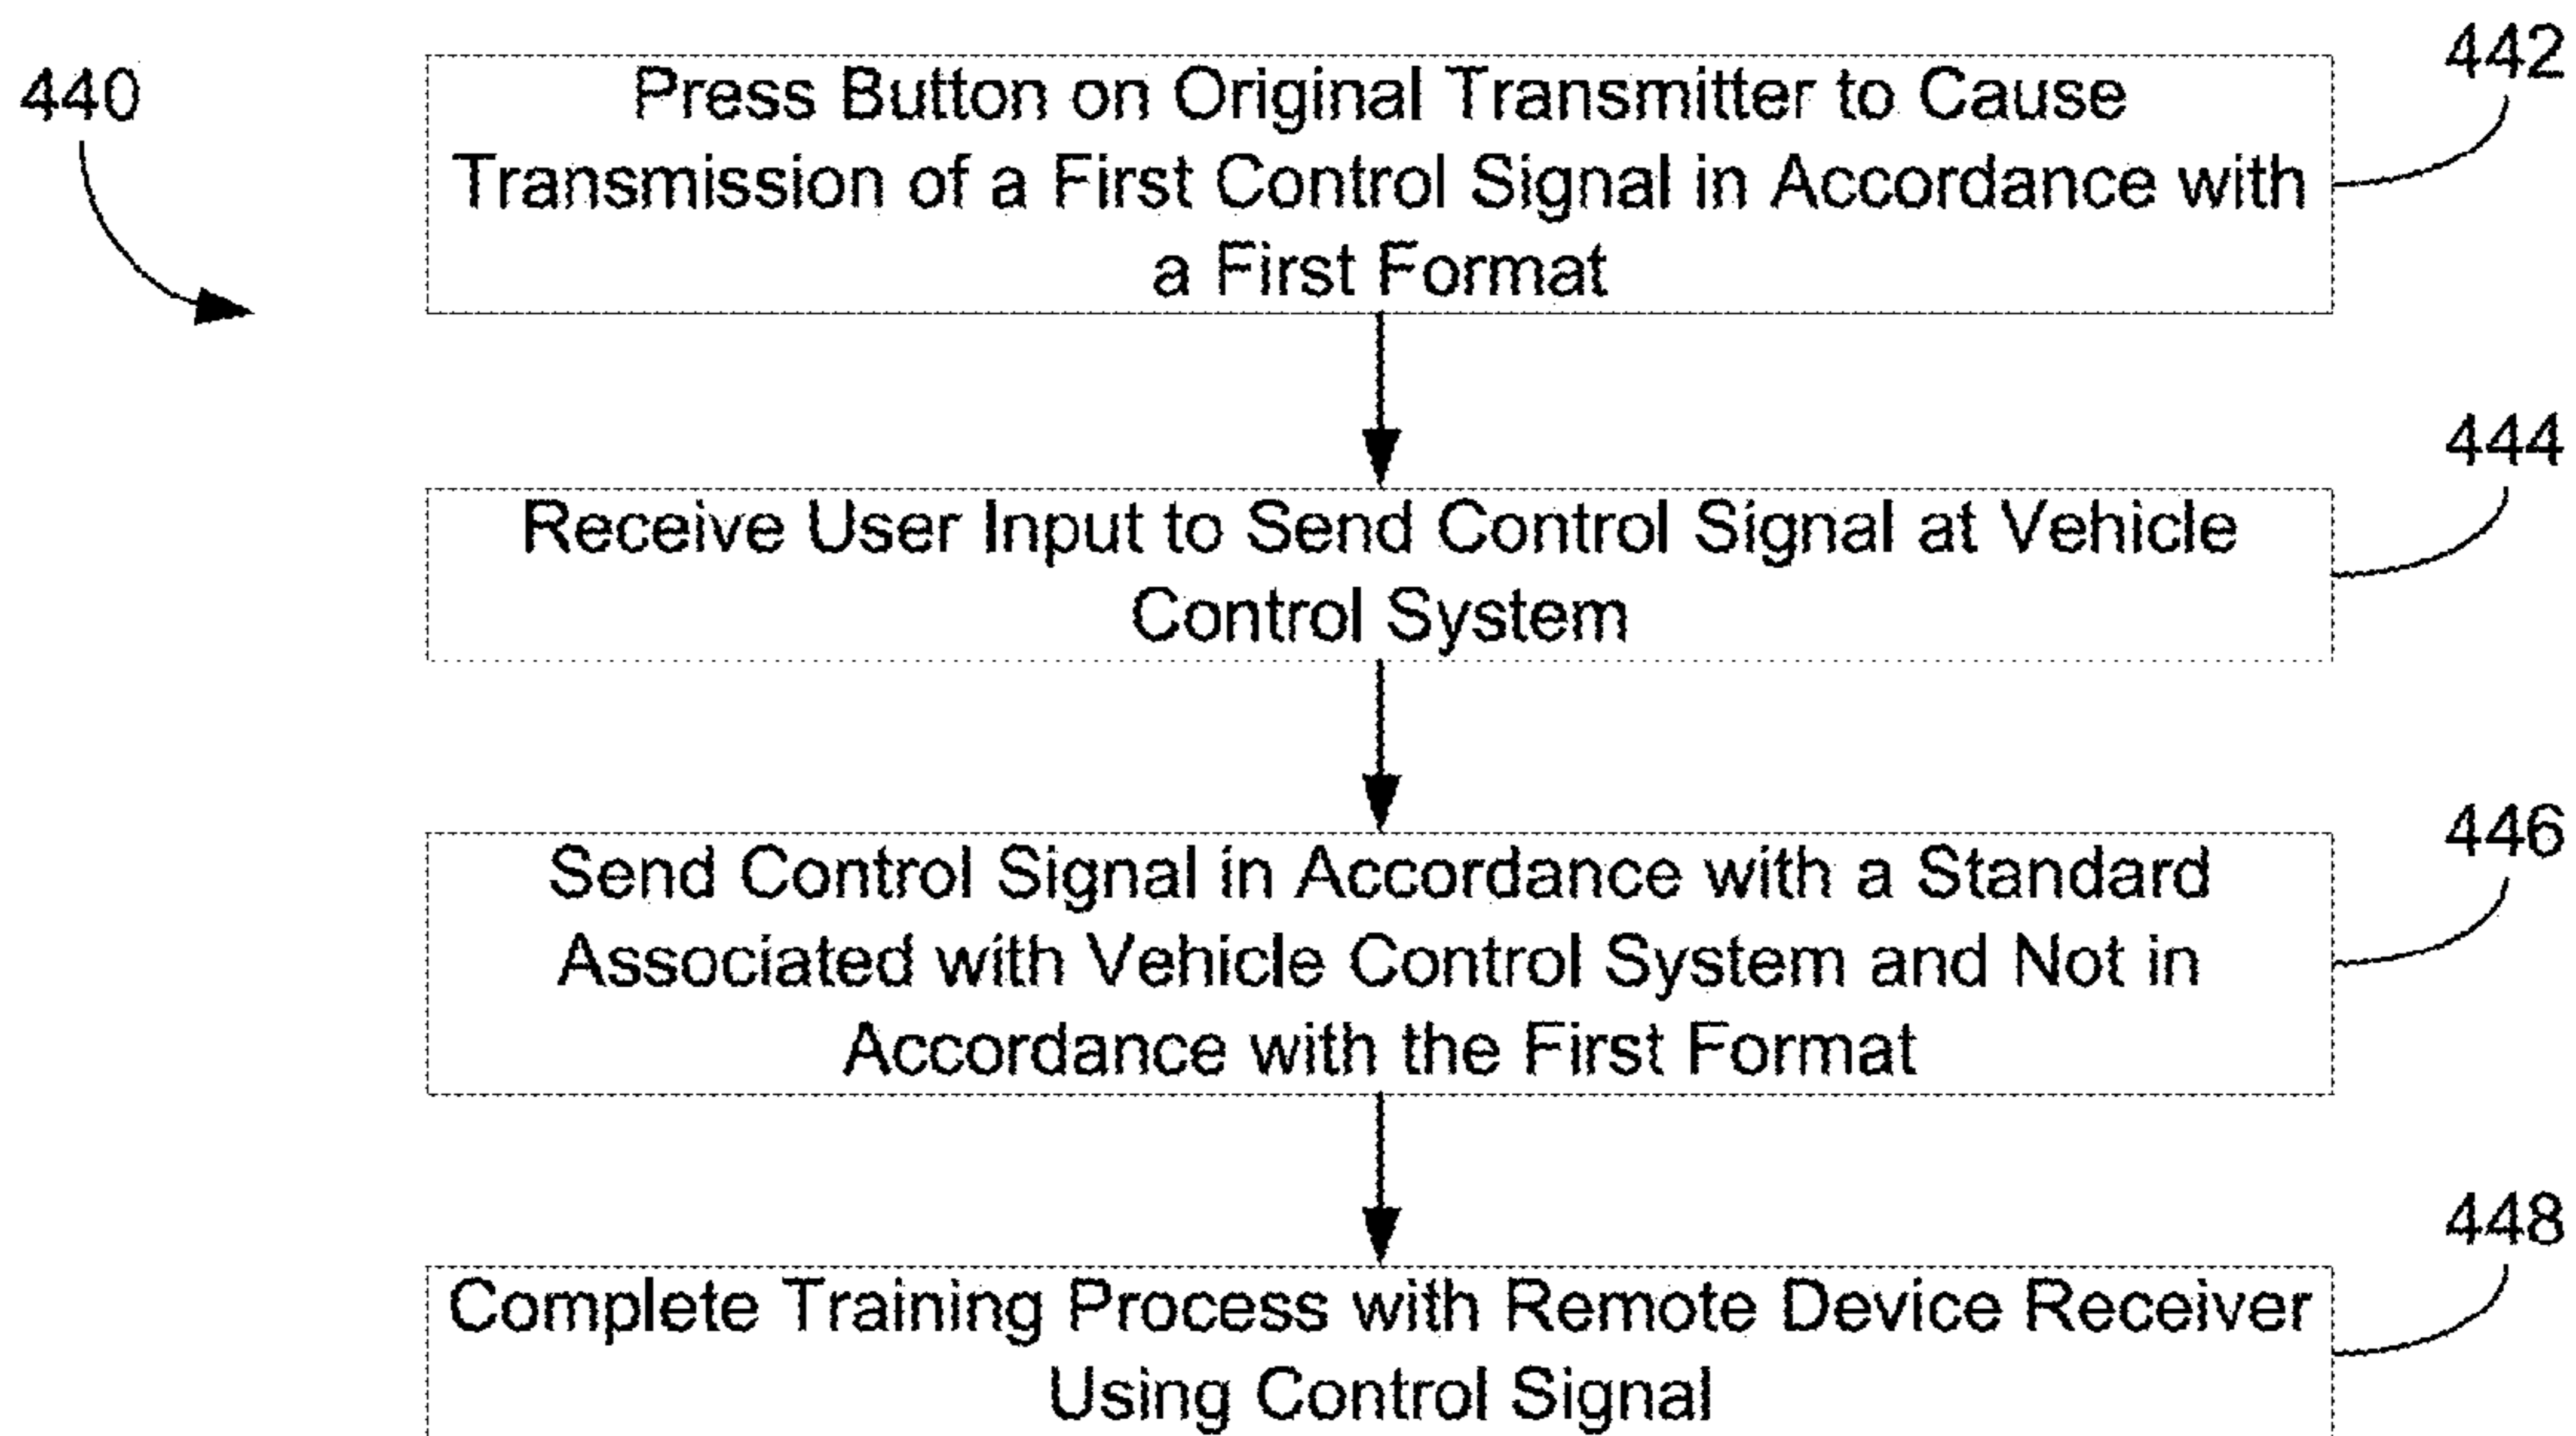 440
442
Press Button on Original Transmitter to Cause
Transmission of a First Control Signal in Accordance with
a First Format
444
Receive User Input to Send Control Signal at Vehicle
Control System
446
Send Control Signal in Accordance with a Standard
Associated with Vehicle Control System and Not in
Accordance with the First Format
448
Complete Training Process with Remote Device Receiver
Using Control Signal